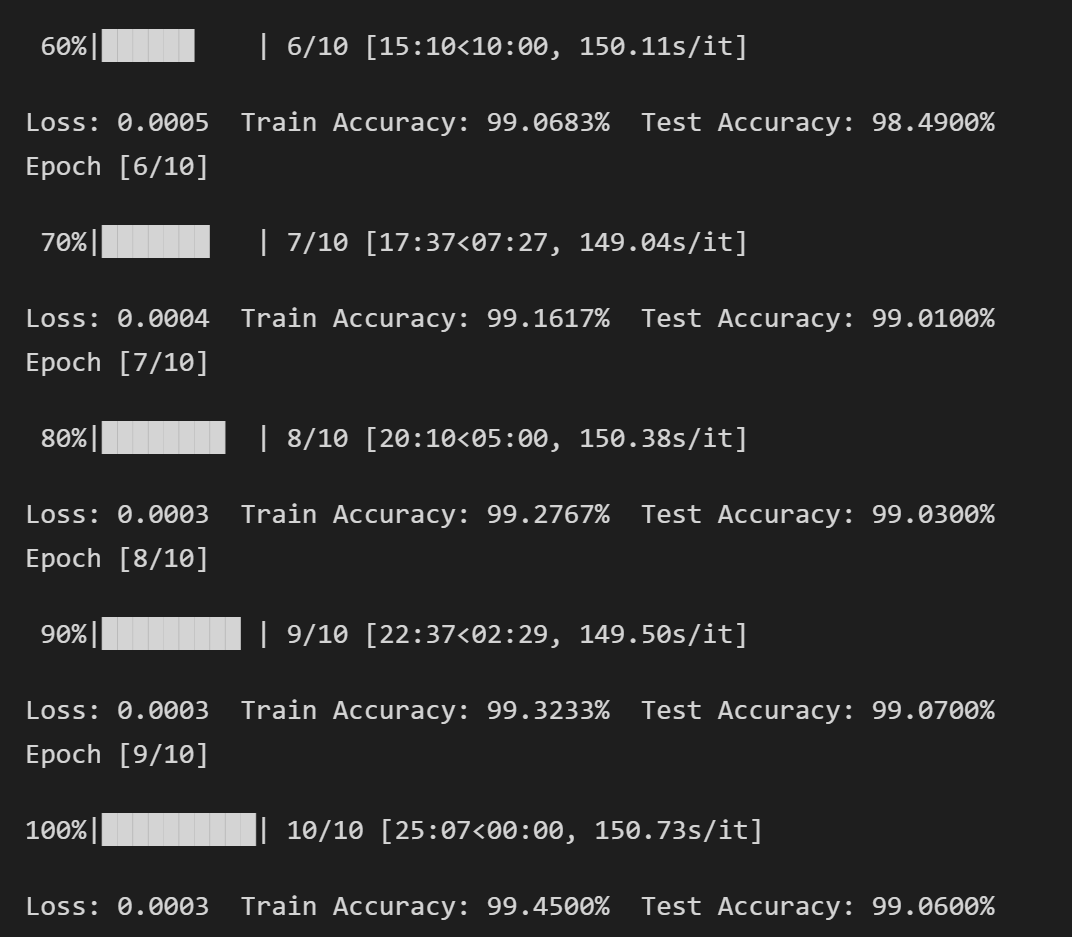 60%|██████    | 6/10 [15:10<10:00, 150.11s/it]
Loss: 0.0005  Train Accuracy: 99.0683%  Test Accuracy: 98.4900%
Epoch [6/10]
70%|███████   | 7/10 [17:37<07:27, 149.04s/it]
Loss: 0.0004  Train Accuracy: 99.1617%  Test Accuracy: 99.0100%
Epoch [7/10]
80%|████████  | 8/10 [20:10<05:00, 150.38s/it]
Loss: 0.0003  Train Accuracy: 99.2767%  Test Accuracy: 99.0300%
Epoch [8/10]
90%|█████████ | 9/10 [22:37<02:29, 149.50s/it]
Loss: 0.0003  Train Accuracy: 99.3233%  Test Accuracy: 99.0700%
Epoch [9/10]
100%|██████████| 10/10 [25:07<00:00, 150.73s/it]
Loss: 0.0003  Train Accuracy: 99.4500%  Test Accuracy: 99.0600%